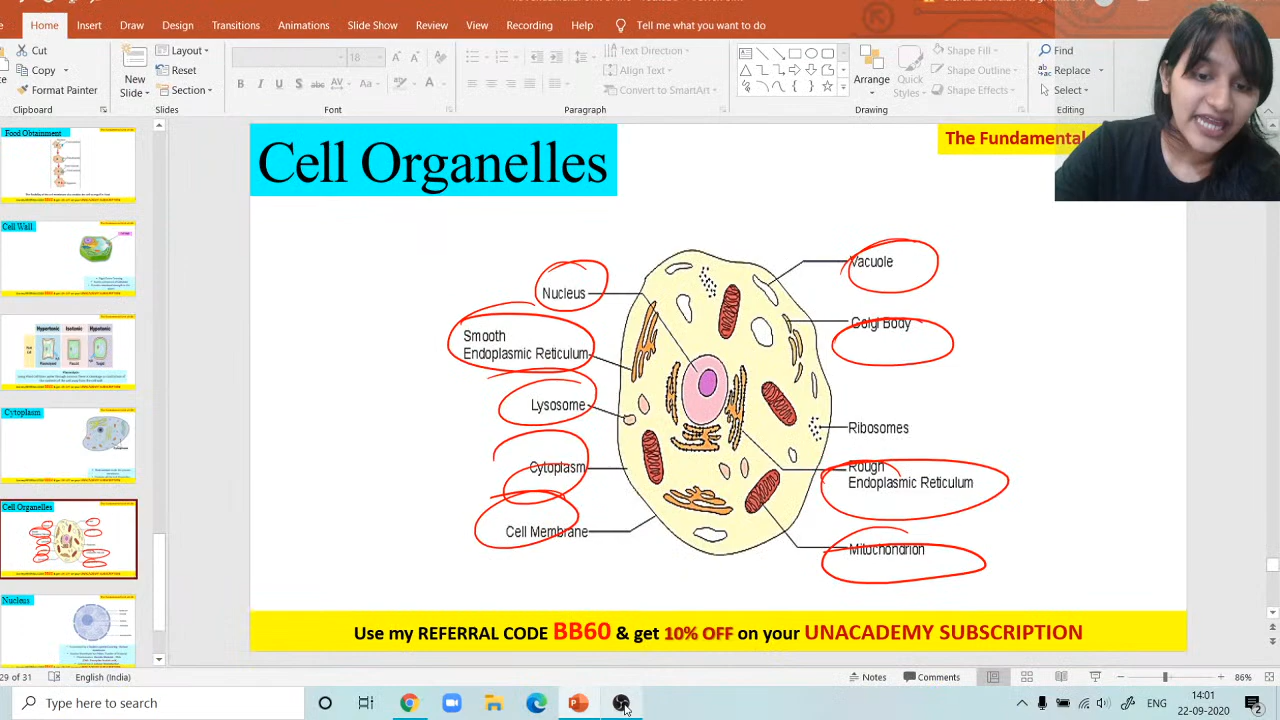 Home Insert Draw Design Transitions Animations Slide Show Review View Recording Help Tell me what you want to do
Cut
Copy
Format Painter
Clipboard
New
Slide
Layout
Reset
Section
Slides
18
Font
Text Direction
Align Text
Convert to SmartArt
Paragraph
Arrange
Quick
Styles
Shape Fill
Shape Outline
Shape Effects
Drawing
Find
Replace
Select
Editing
Food Obtainment
Cell Wall
Hypertonic Isotonic Hypotonic
Cytoplasm
Cell Organelles
Nucleus
Cell Organelles
The Fundamental
Nucleus
Smooth
Endoplasmic Reticulum
Lysosome
Cytoplasm
Cell Membrane
Vacuole
Golgi Body
Ribosomes
Rough
Endoplasmic Reticulum
Mitochondrion
Use my REFERRAL CODE BB60 & get 10% OFF on your UNACADEMY SUBSCRIPTION
29 of 31 English (India) Notes Comments 86%
Type here to search
ENG
14:01
22-09-2020
2